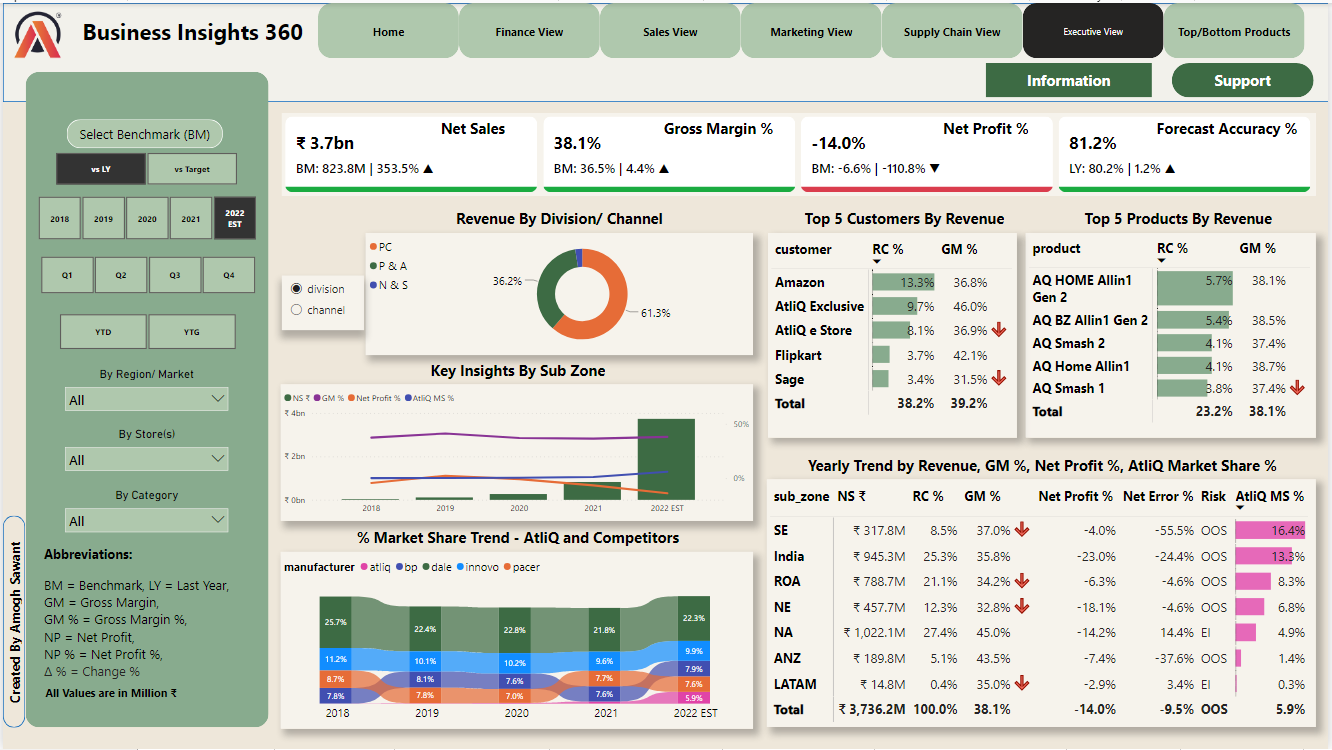 Business Insights 360
Home
Finance View
Sales View
Marketing View
Supply Chain View
Executive View
Top/Bottom Products
Information
Support
Select Benchmark (BM)
vs LY
vs Target
2018
2019
2020
2021
2022
EST
Q1
Q2
Q3
Q4
YTD
YTG
By Region/ Market
All
By Store(s)
All
By Category
All
Abbreviations:
BM = Benchmark, LY = Last Year,
GM = Gross Margin,
GM % = Gross Margin %,
NP = Net Profit,
NP % = Net Profit %,
Δ % = Change %
All Values are in Million ₹
Created By Amogh Sawant
Net Sales
₹ 3.7bn
BM: 823.8M | 353.5% ▲
Gross Margin %
38.1%
BM: 36.5% | 4.4% ▲
Net Profit %
-14.0%
BM: -6.6% | -110.8% ▼
Forecast Accuracy %
81.2%
LY: 80.2% | 1.2% ▲
Revenue By Division/ Channel
division
channel
PC
P & A
N & S
36.2%
61.3%
Top 5 Customers By Revenue
customer RC % GM %
Amazon 13.3% 36.8%
AtliQ Exclusive 9.7% 46.0%
AtliQ e Store 8.1% 36.9%
Flipkart 3.7% 42.1%
Sage 3.4% 31.5%
Total 38.2% 39.2%
Top 5 Products By Revenue
product RC % GM %
AQ HOME Allin1 5.7% 38.1%
Gen 2
AQ BZ Allin1 Gen 2 5.4% 38.5%
AQ Smash 2 4.1% 37.4%
AQ Home Allin1 4.1% 38.7%
AQ Smash 1 3.8% 37.4%
Total 23.2% 38.1%
Key Insights By Sub Zone
NS ₹ GM % Net Profit % AtliQ MS %
₹ 4bn
₹ 2bn
₹ 0bn
50%
0%
2018 2019 2020 2021 2022 EST
% Market Share Trend - AtliQ and Competitors
manufacturer atliq bp dale innovo pacer
25.7% 22.4% 22.8% 21.8% 22.3%
11.2% 10.1% 10.2% 9.6% 9.9%
8.7% 8.1% 7.6% 7.7% 7.9%
7.8% 7.8% 7.0% 7.6% 7.6%
5.9%
2018 2019 2020 2021 2022 EST
Yearly Trend by Revenue, GM %, Net Profit %, AtliQ Market Share %
sub_zone NS ₹ RC % GM % Net Profit % Net Error % Risk AtliQ MS %
SE ₹ 317.8M 8.5% 37.0% -4.0% -55.5% OOS 16.4%
India ₹ 945.3M 25.3% 35.8% -23.0% -24.4% OOS 13.3%
ROA ₹ 788.7M 21.1% 34.2% -6.3% -4.6% OOS 8.3%
NE ₹ 457.7M 12.3% 32.8% -18.1% -4.6% OOS 6.8%
NA ₹ 1,022.1M 27.4% 45.0% -14.2% 14.4% EI 4.9%
ANZ ₹ 189.8M 5.1% 43.5% -7.4% -37.6% OOS 1.4%
LATAM ₹ 14.8M 0.4% 35.0% -2.9% 3.4% EI 0.3%
Total ₹ 3,736.2M 100.0% 38.1% -14.0% -9.5% OOS 5.9%